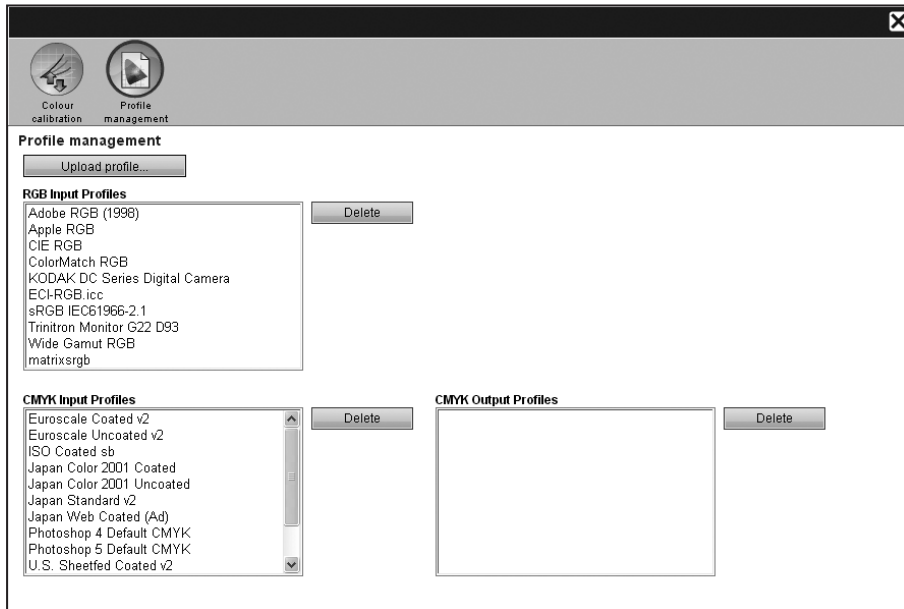 Colour
calibration
Profile
management
Profile management
Upload profile...
RGB Input Profiles
Adobe RGB (1998)
Apple RGB
CIE RGB
ColorMatch RGB
KODAK DC Series Digital Camera
ECI-RGB.icc
sRGB IEC61966-2.1
Trinitron Monitor G22 D93
Wide Gamut RGB
matrixsrgb
Delete
CMYK Input Profiles
Euroscale Coated v2
Euroscale Uncoated v2
ISO Coated sb
Japan Color 2001 Coated
Japan Color 2001 Uncoated
Japan Standard v2
Japan Web Coated (Ad)
Photoshop 4 Default CMYK
Photoshop 5 Default CMYK
U.S. Sheetfed Coated v2
Delete
CMYK Output Profiles
Delete